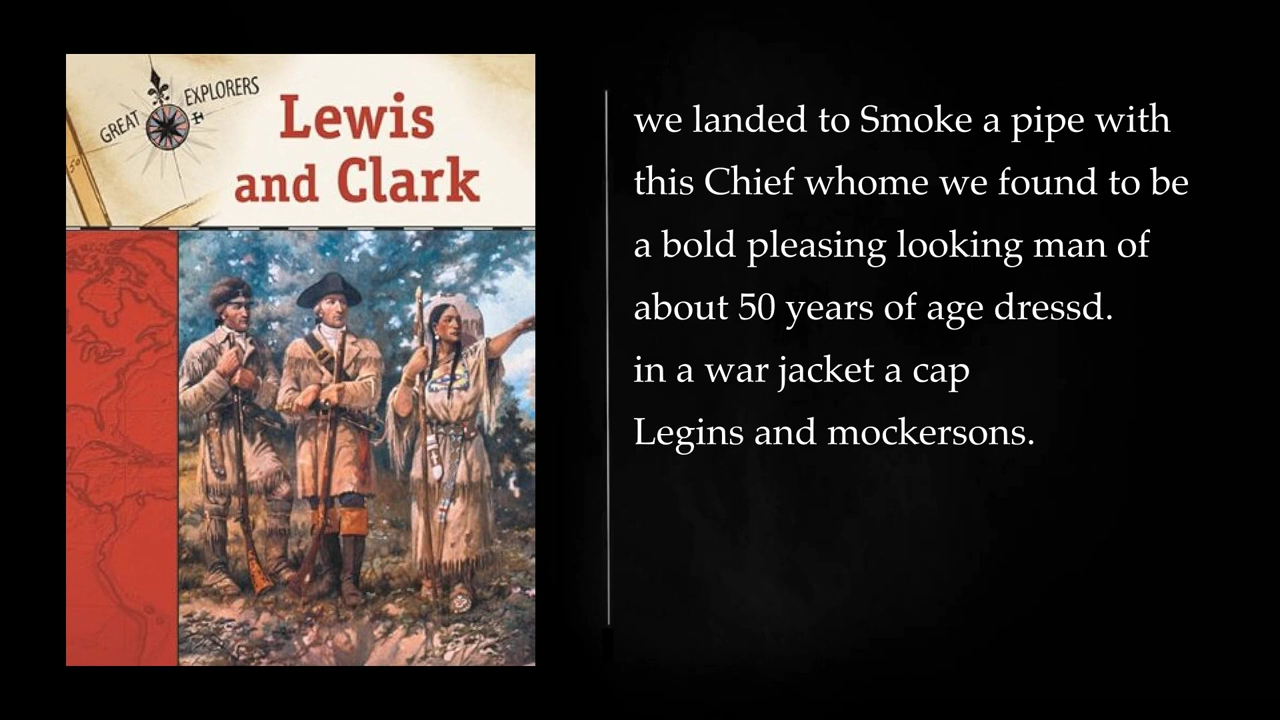 GREAT EXPLORERS
Lewis
and Clark
50
we landed to Smoke a pipe with
this Chief whome we found to be
a bold pleasing looking man of
about 50 years of age dressd.
in a war jacket a cap
Legins and mockersons.